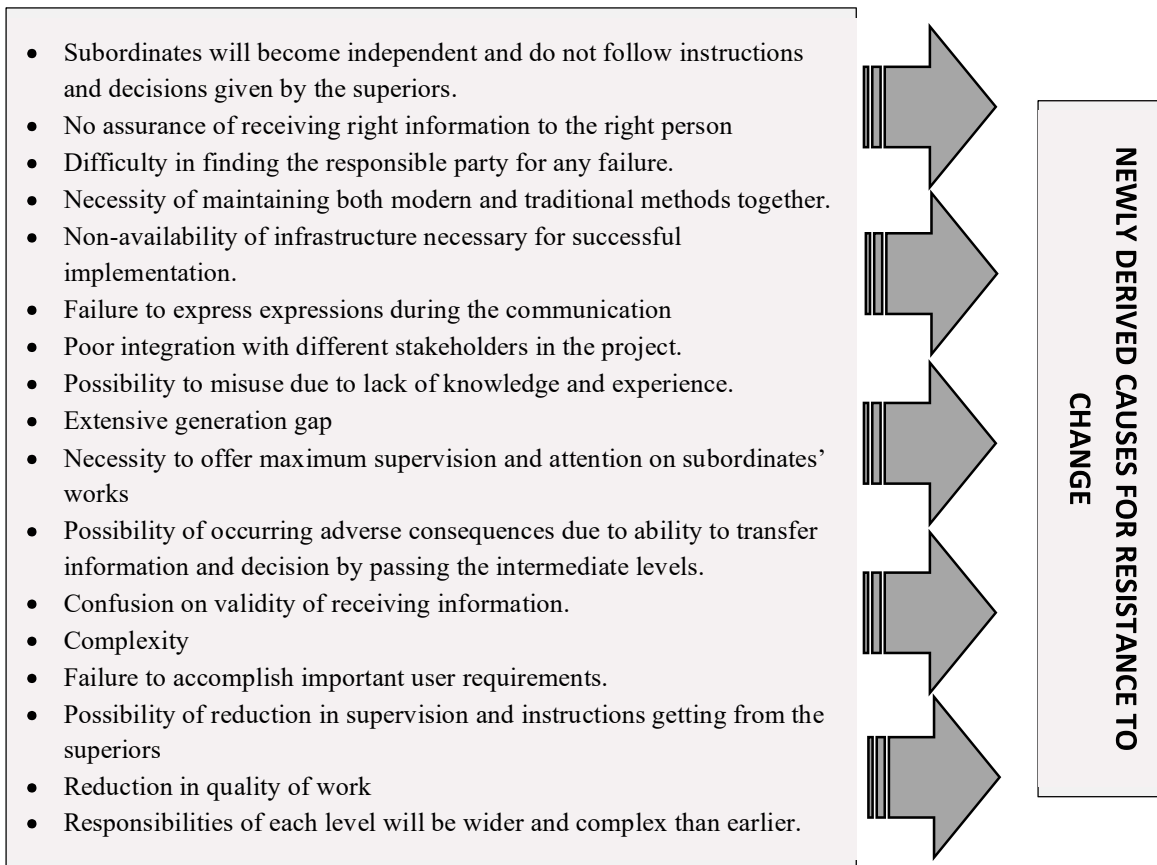 • Subordinates will become independent and do not follow instructions
and decisions given by the superiors.
• No assurance of receiving right information to the right person
• Difficulty in finding the responsible party for any failure.
• Necessity of maintaining both modern and traditional methods together.
• Non-availability of infrastructure necessary for successful
implementation.
• Failure to express expressions during the communication
• Poor integration with different stakeholders in the project.
• Possibility to misuse due to lack of knowledge and experience.
• Extensive generation gap
• Necessity to offer maximum supervision and attention on subordinates’
works
• Possibility of occurring adverse consequences due to ability to transfer
information and decision by passing the intermediate levels.
• Confusion on validity of receiving information.
• Complexity
• Failure to accomplish important user requirements.
• Possibility of reduction in supervision and instructions getting from the
superiors
• Reduction in quality of work
• Responsibilities of each level will be wider and complex than earlier.
NEWLY DERIVED CAUSES FOR RESISTANCE TO
CHANGE